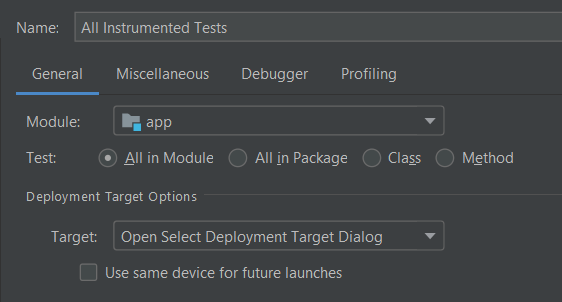 Name: All Instrumented Tests
General Miscellaneous Debugger Profiling
Module: app
Test: All in Module All in Package Class Method
Deployment Target Options
Target: Open Select Deployment Target Dialog
Use same device for future launches